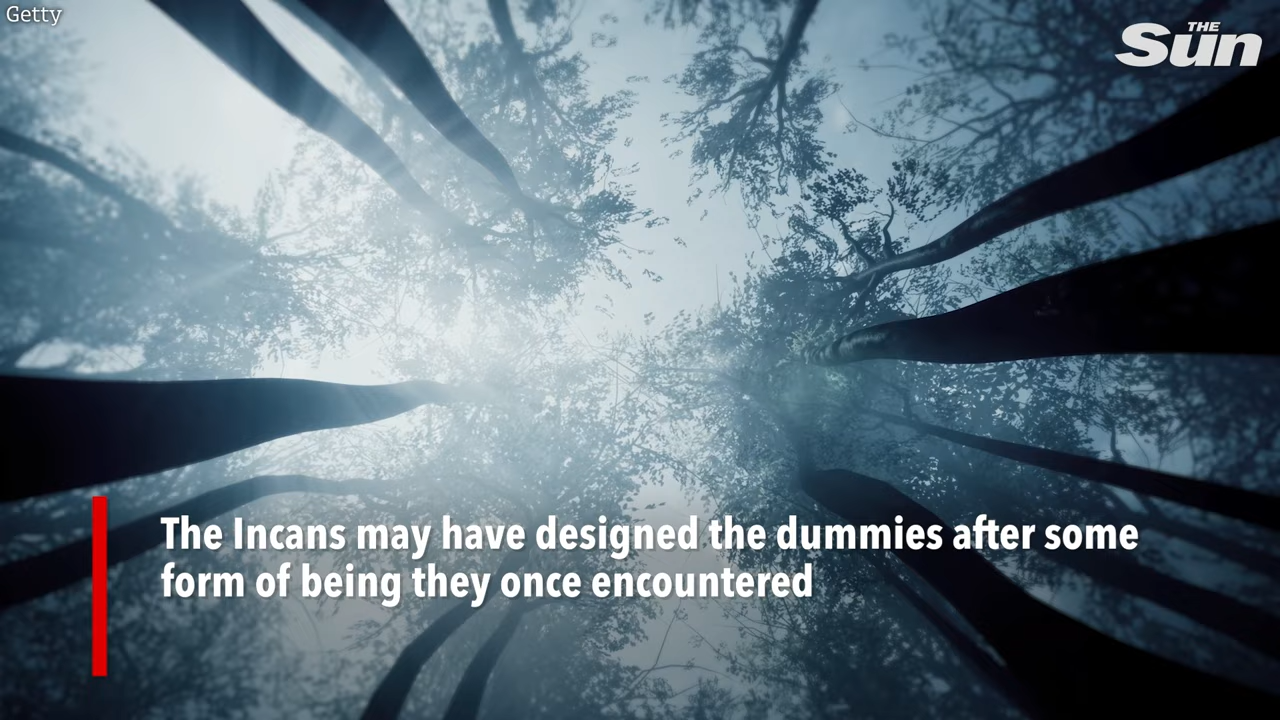 Getty
THE
Sun
The Incans may have designed the dummies after some
form of being they once encountered